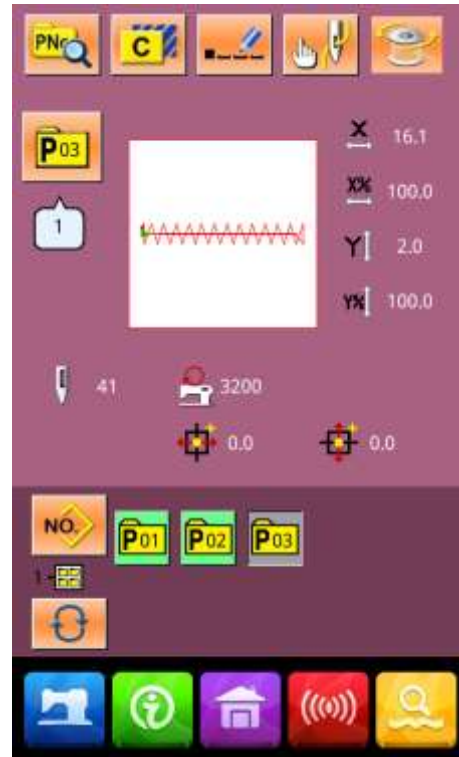 PNo C
P03 X 16.1
X% 100.0
1
Y 2.0
Y% 100.0
41 3200
0.0 0.0
NO. P01 P02 P03
1-